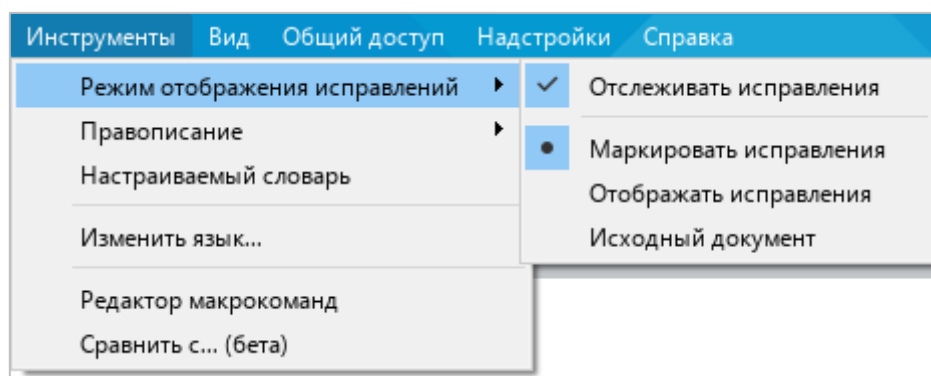 Инструменты Вид Общий доступ Надстройки Справка
Режим отображения исправлений
Правописание
Настраиваемый словарь
Изменить язык...
Редактор макрокоманд
Сравнить с... (бета)
Отслеживать исправления
Маркировать исправления
Отображать исправления
Исходный документ